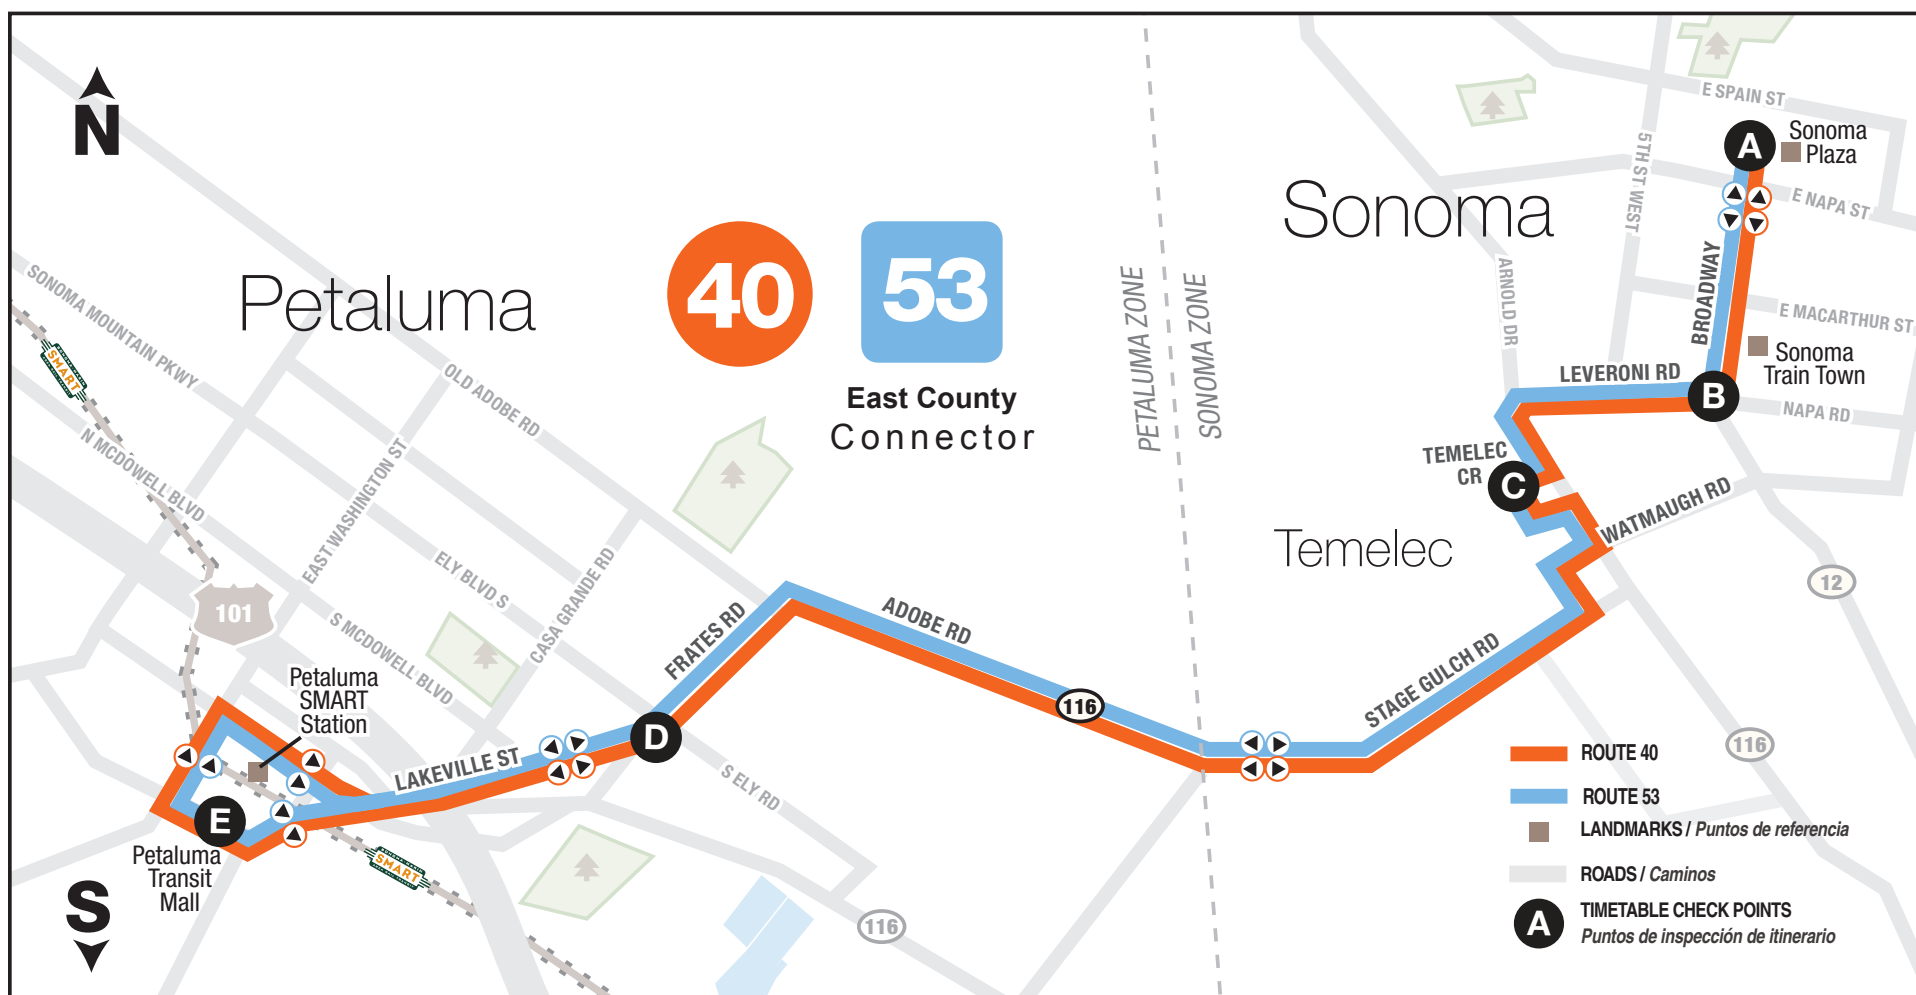 N
S
Petaluma
Sonoma
Temelec
40
53
East County
Connector
PETALUMA ZONE
SONOMA ZONE
E SPAIN ST
A
Sonoma
Plaza
E NAPA ST
5TH ST WEST
BROADWAY
ARNOLD DR
E MACARTHUR ST
Sonoma
Train Town
LEVERONI RD
B
NAPA RD
TEMELEC
CR
C
WATMAUGH RD
12
116
STAGE GULCH RD
116
ADOBE RD
FRATES RD
D
LAKEVILLE ST
SONOMA MOUNTAIN PKWY
OLD ADOBE RD
N MCDOWELL BLVD
EAST WASHINGTON ST
ELY BLVD S
CASA GRANDE RD
S MCDOWELL BLVD
S ELY RD
116
SMART
101
Petaluma
SMART
Station
E
Petaluma
Transit
Mall
SMART
ROUTE 40
ROUTE 53
LANDMARKS / Puntos de referencia
ROADS / Caminos
A
TIMETABLE CHECK POINTS
Puntos de inspección de itinerario